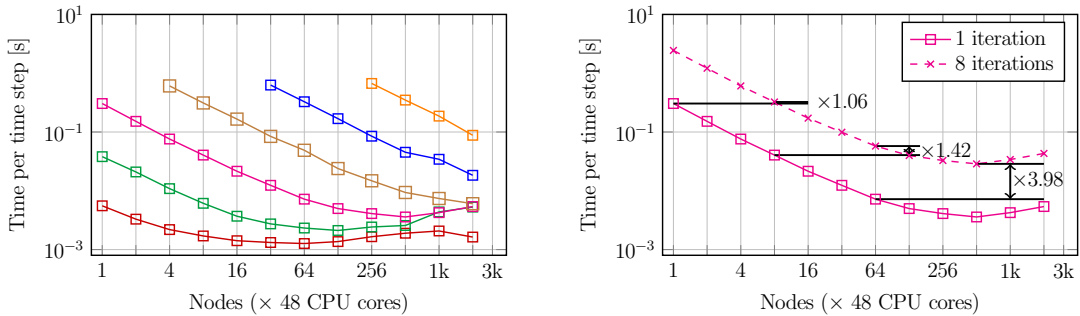 Time per time step [s]
10^1
10^−1
10^−3
1 4 16 64 256 1k 3k
Nodes (× 48 CPU cores)
Time per time step [s]
10^1
10^−1
10^−3
1 iteration
8 iterations
×1.06
×1.42
×3.98
1 4 16 64 256 1k 3k
Nodes (× 48 CPU cores)